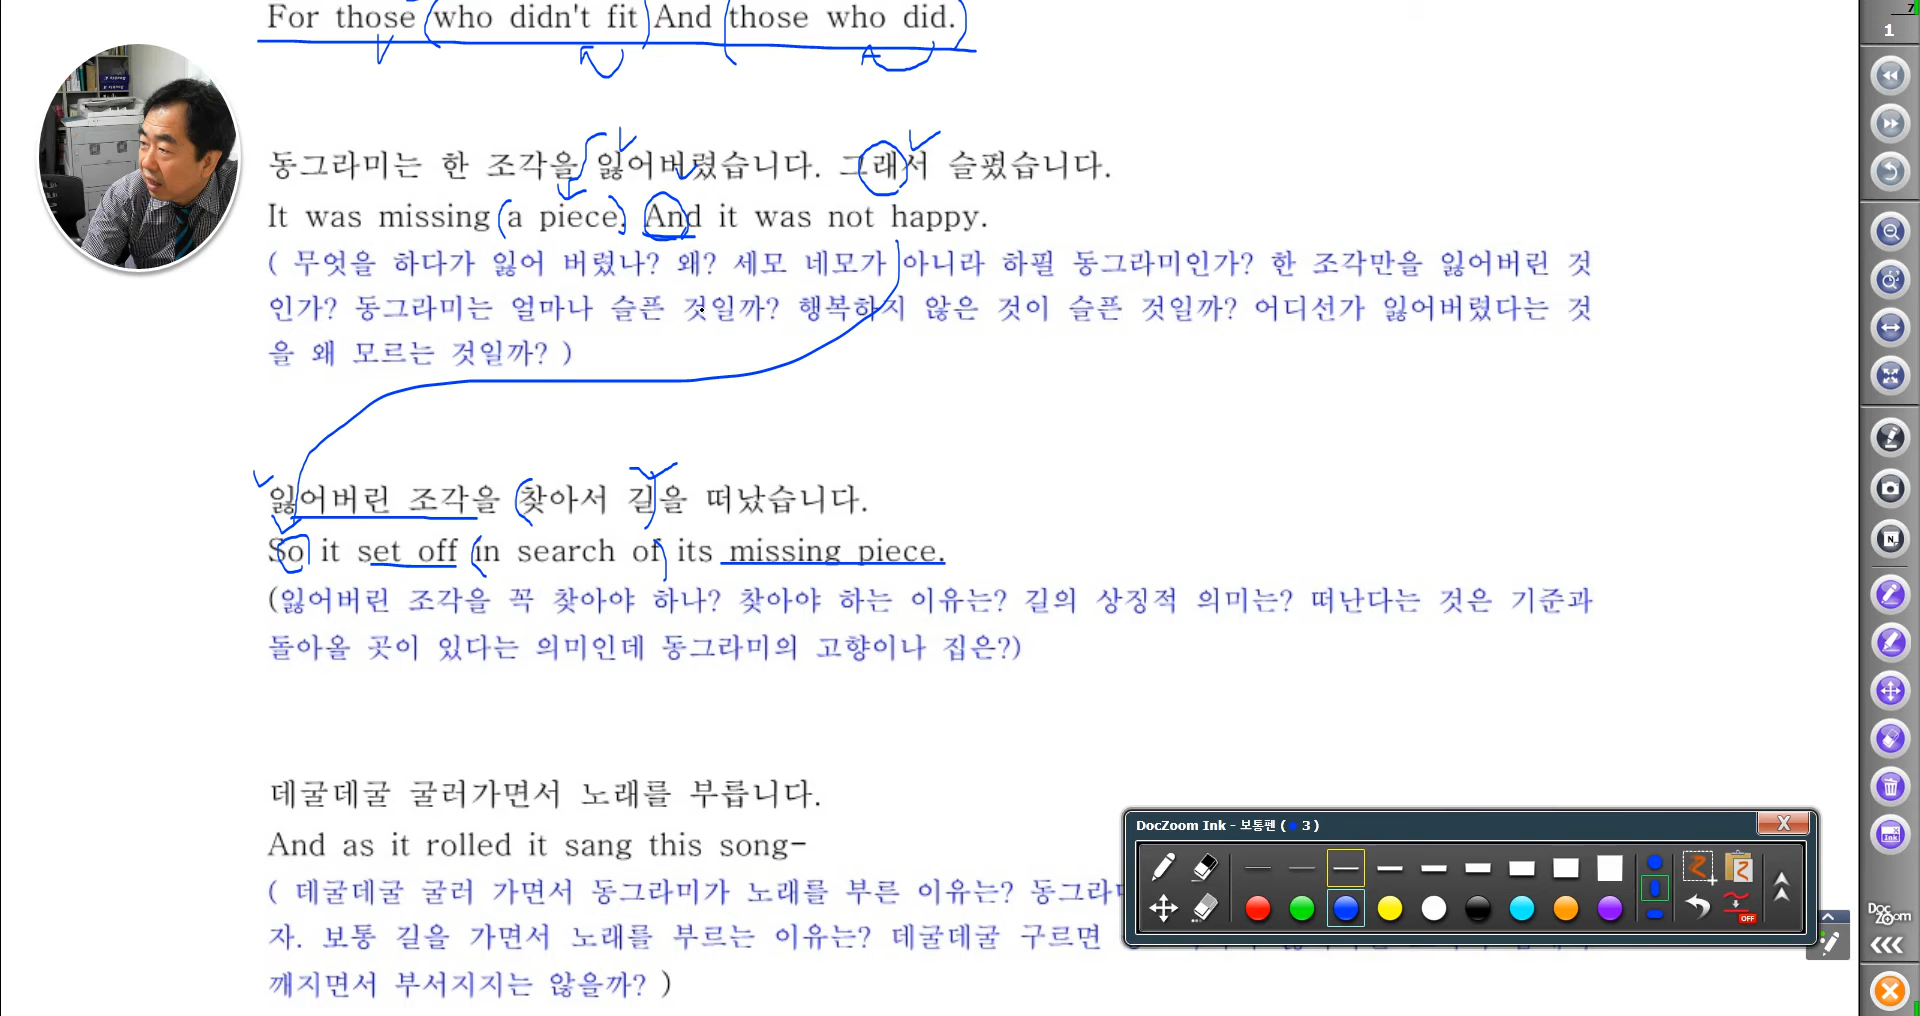 For those who didn't fit And those who did.
동그라미는 한 조각을 잃어버렸습니다. 그래서 슬펐습니다.
It was missing a piece. And it was not happy.
( 무엇을 하다가 잃어 버렸나? 왜? 세모 네모가 아니라 하필 동그라미인가? 한 조각만을 잃어버린 것
인가? 동그라미는 얼마나 슬픈 것일까? 행복하지 않은 것이 슬픈 것일까? 어디선가 잃어버렸다는 것
을 왜 모르는 것일까? )
잃어버린 조각을 찾아서 길을 떠났습니다.
So it set off in search of its missing piece.
(잃어버린 조각을 꼭 찾아야 하나? 찾아야 하는 이유는? 길의 상징적 의미는? 떠난다는 것은 기준과
돌아올 곳이 있다는 의미인데 동그라미의 고향이나 집은?)
데굴데굴 굴러가면서 노래를 부릅니다.
And as it rolled it sang this song-
( 데굴데굴 굴러 가면서 동그라미가 노래를 부른 이유는?
자. 보통 길을 가면서 노래를 부르는 이유는? 데굴데굴 구르면
깨지면서 부서지지는 않을까? )
DocZoom Ink - 보통펜 ( 3 )
OFF
7
1
N
Ink
Doc
Zoom